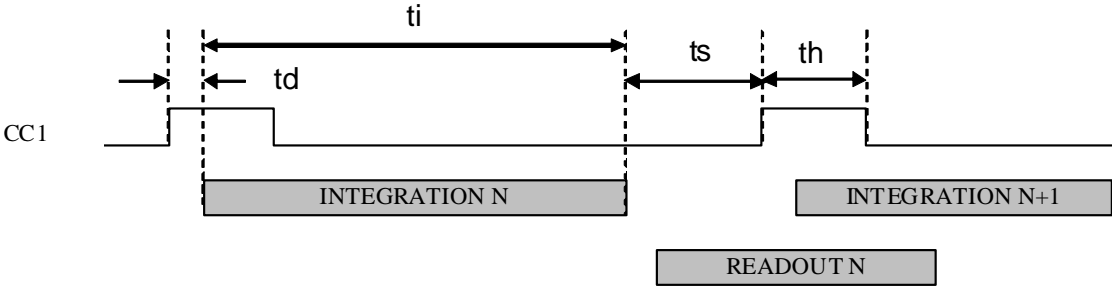 ti
ts
th
td
CC1
INTEGRATION N
INTEGRATION N+1
READOUT N